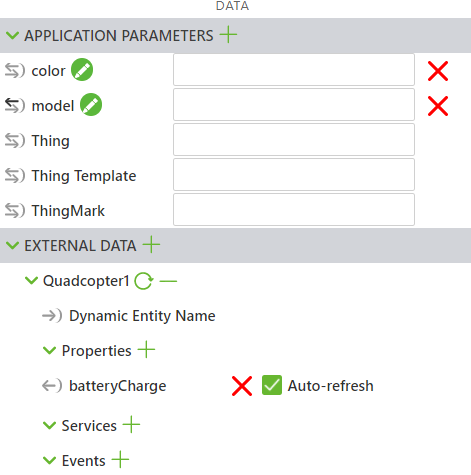 DATA
APPLICATION PARAMETERS
color
model
Thing
Thing Template
ThingMark
EXTERNAL DATA
Quadcopter1
Dynamic Entity Name
Properties
batteryCharge Auto-refresh
Services
Events